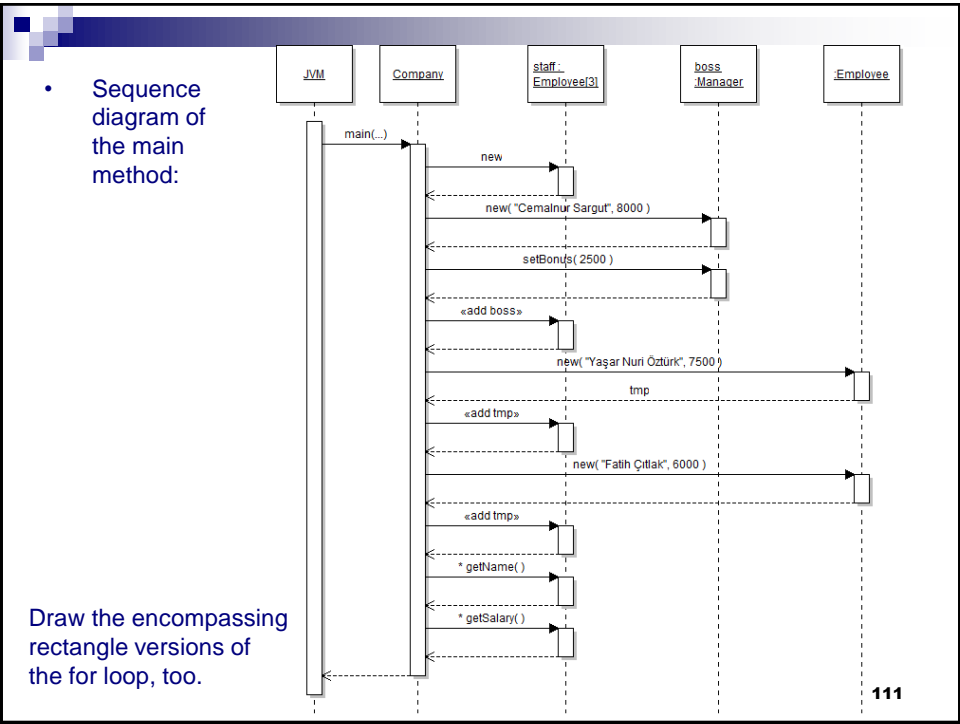 • Sequence
diagram of
the main
method:
JVM
Company
staff :
Employee[3]
boss
:Manager
:Employee
main(...)
new
new( "Cemalnur Sargut", 8000 )
setBonus( 2500 )
«add boss»
new( "Yaşar Nuri Öztürk", 7500 )
tmp
«add tmp»
new( "Fatih Çıtlak", 6000 )
«add tmp»
* getName( )
* getSalary( )
Draw the encompassing
rectangle versions of
the for loop, too.
111